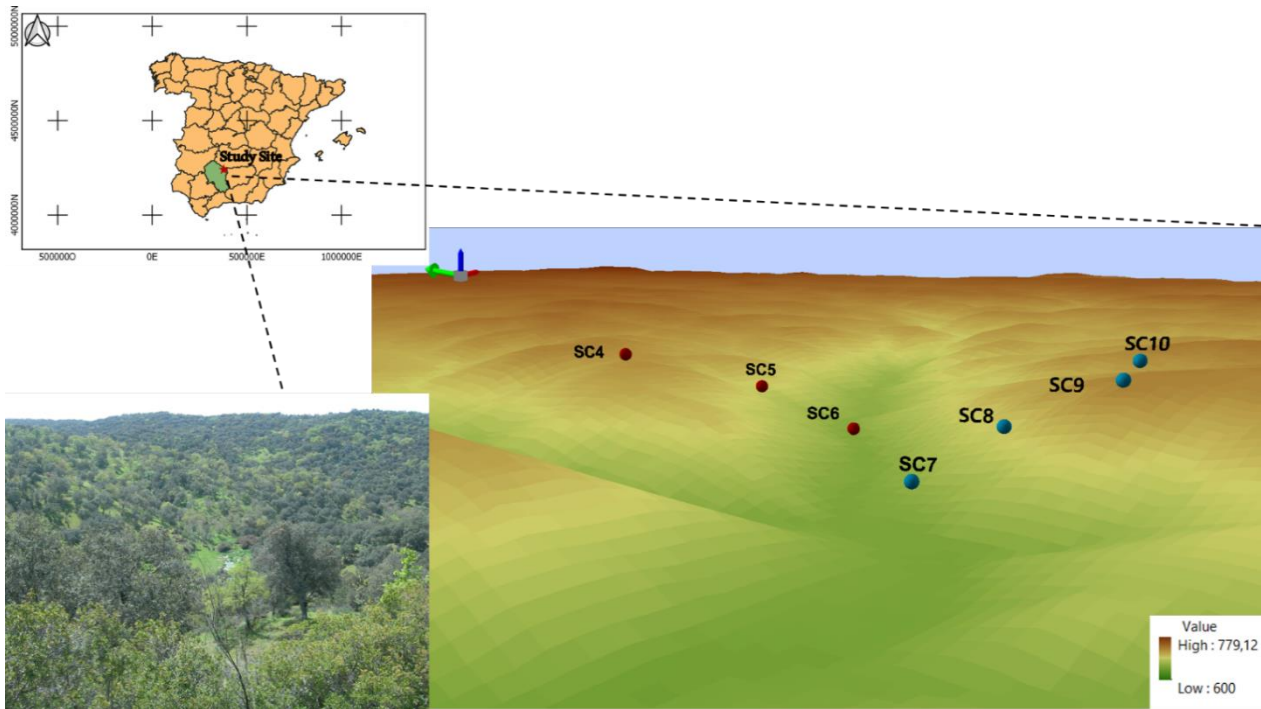 5000000N
4500000N
4000000N
Study Site
500000O
0E
500000E
1000000E
SC4
SC5
SC6
SC7
SC8
SC9
SC10
Value
High : 779,12
Low : 600